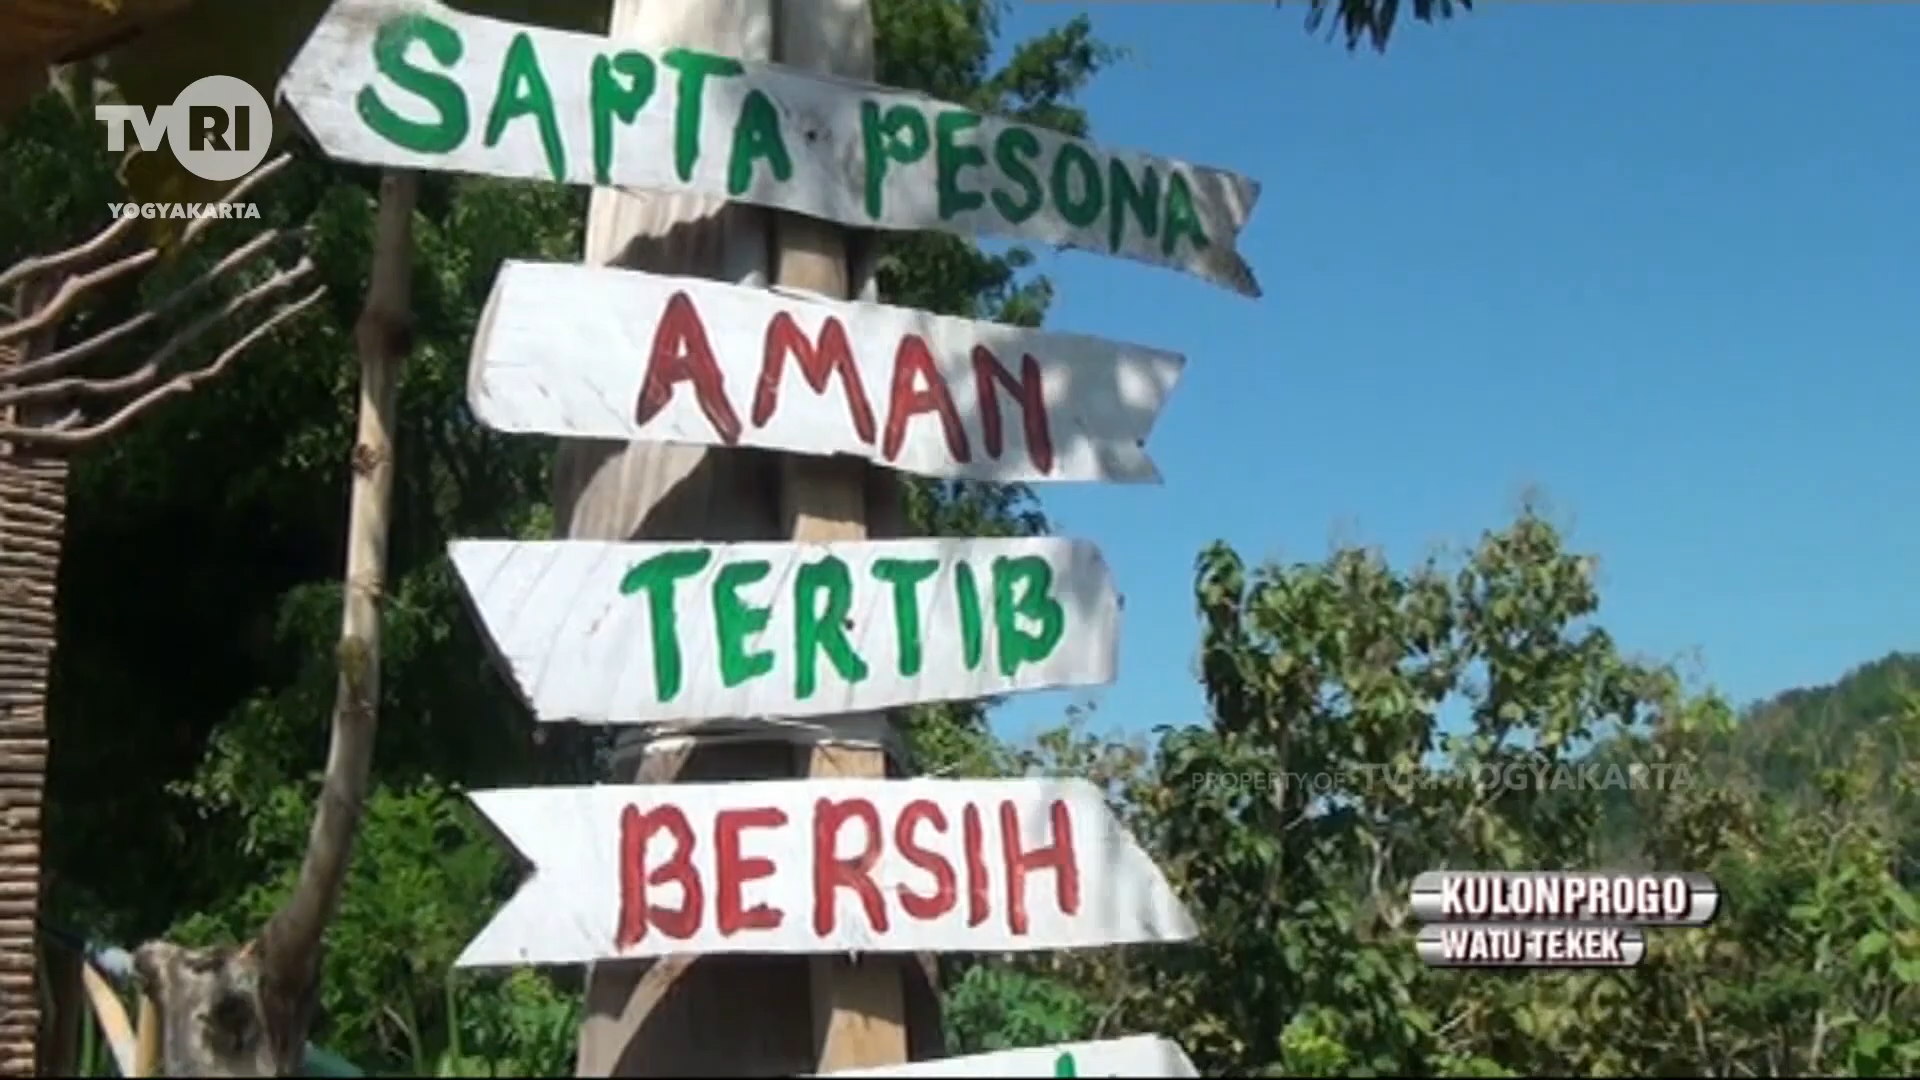 SAPTA PESONA
TVRI
YOGYAKARTA
AMAN
TERTIB
BERSIH
PROPERTY OF TVRI YOGYAKARTA
KULONPROGO
WATU TEKEK